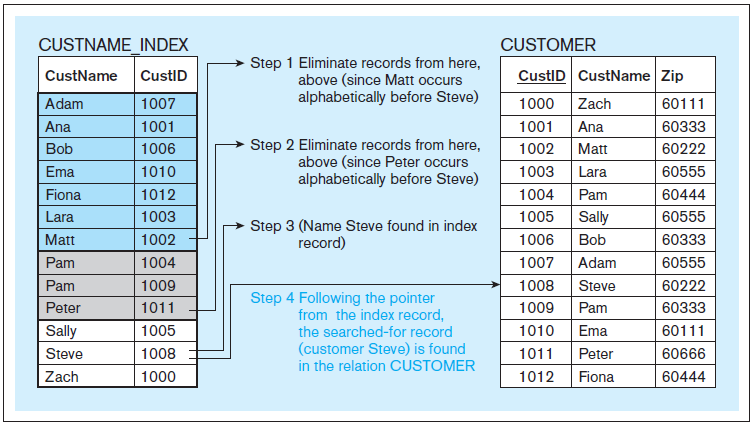 CUSTNAME_INDEX
CustName CustID
Adam 1007
Ana 1001
Bob 1006
Ema 1010
Fiona 1012
Lara 1003
Matt 1002
Pam 1004
Pam 1009
Peter 1011
Sally 1005
Steve 1008
Zach 1000
Step 1 Eliminate records from here,
above (since Matt occurs
alphabetically before Steve)
Step 2 Eliminate records from here,
above (since Peter occurs
alphabetically before Steve)
Step 3 (Name Steve found in index
record)
Step 4 Following the pointer
from the index record,
the searched-for record
(customer Steve) is found
in the relation CUSTOMER
CUSTOMER
CustID CustName Zip
1000 Zach 60111
1001 Ana 60333
1002 Matt 60222
1003 Lara 60555
1004 Pam 60444
1005 Sally 60555
1006 Bob 60333
1007 Adam 60555
1008 Steve 60222
1009 Pam 60333
1010 Ema 60111
1011 Peter 60666
1012 Fiona 60444